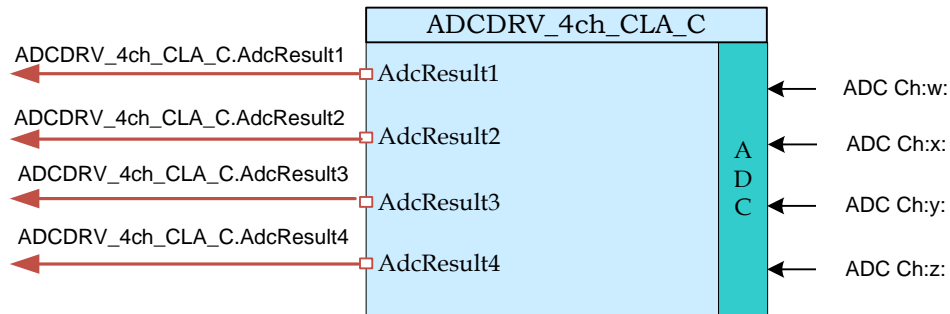 ADCDRV_4ch_CLA_C
ADCDRV_4ch_CLA_C.AdcResult1
AdcResult1
ADC Ch:w:
ADCDRV_4ch_CLA_C.AdcResult2
AdcResult2
ADC Ch:x:
ADCDRV_4ch_CLA_C.AdcResult3
AdcResult3
ADC Ch:y:
ADCDRV_4ch_CLA_C.AdcResult4
AdcResult4
ADC Ch:z:
A
D
C